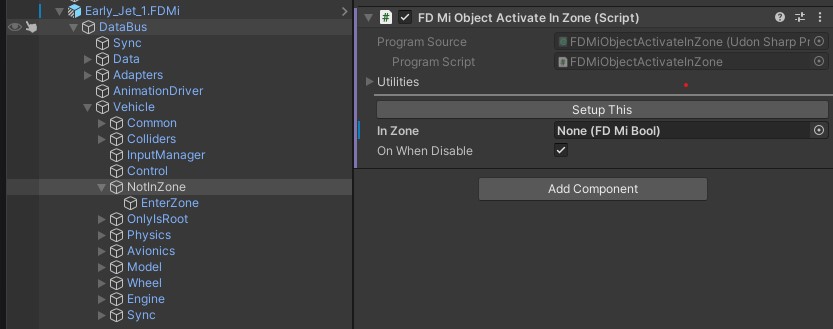 Early_Jet_1.FDMi
DataBus
Sync
Data
Adapters
AnimationDriver
Vehicle
Common
Colliders
InputManager
Control
NotInZone
EnterZone
OnlyIsRoot
Physics
Avionics
Model
Wheel
Engine
Sync
FD Mi Object Activate In Zone (Script)
Program Source FDMiObjectActivateInZone (Udon Sharp Pr
Program Script FDMiObjectActivateInZone
Utilities
Setup This
In Zone None (FD Mi Bool)
On When Disable
Add Component